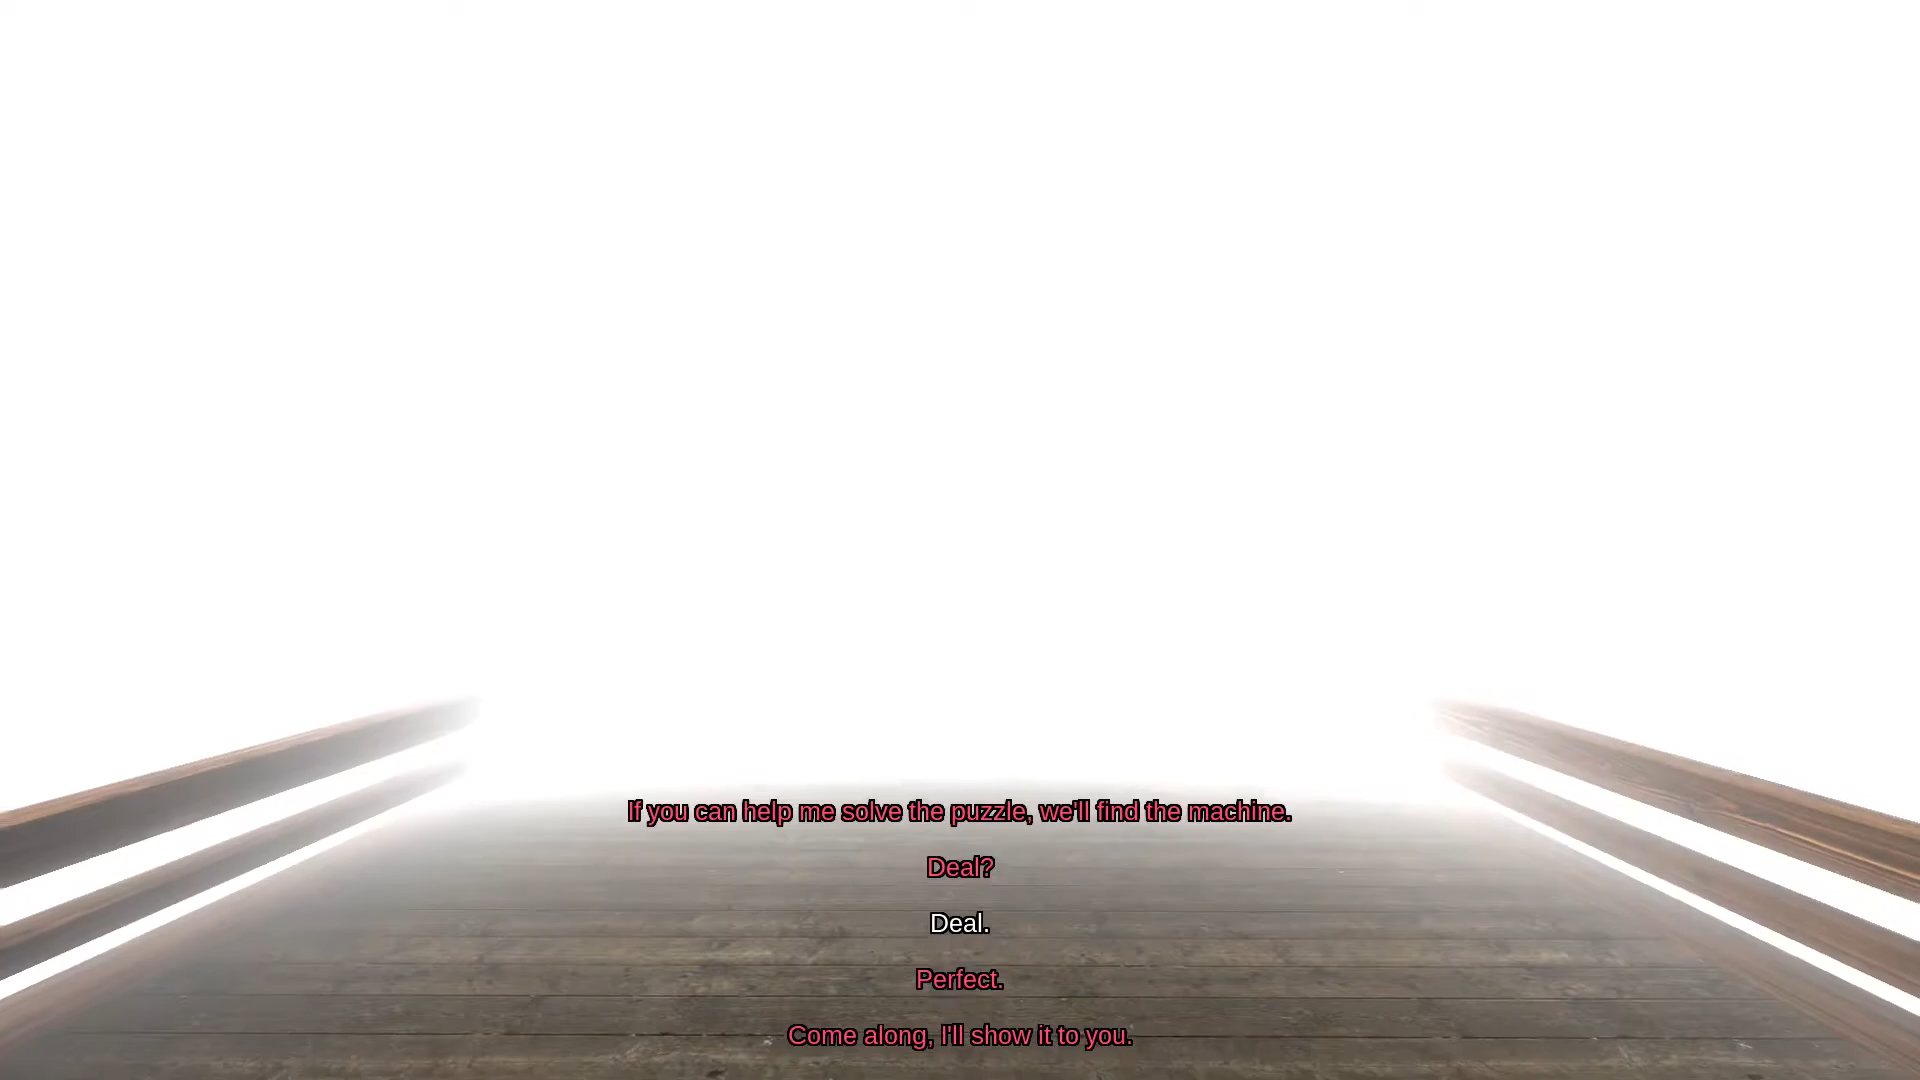 If you can help me solve the puzzle, we'll find the machine.
Deal?
Deal.
Perfect.
Come along, I'll show it to you.